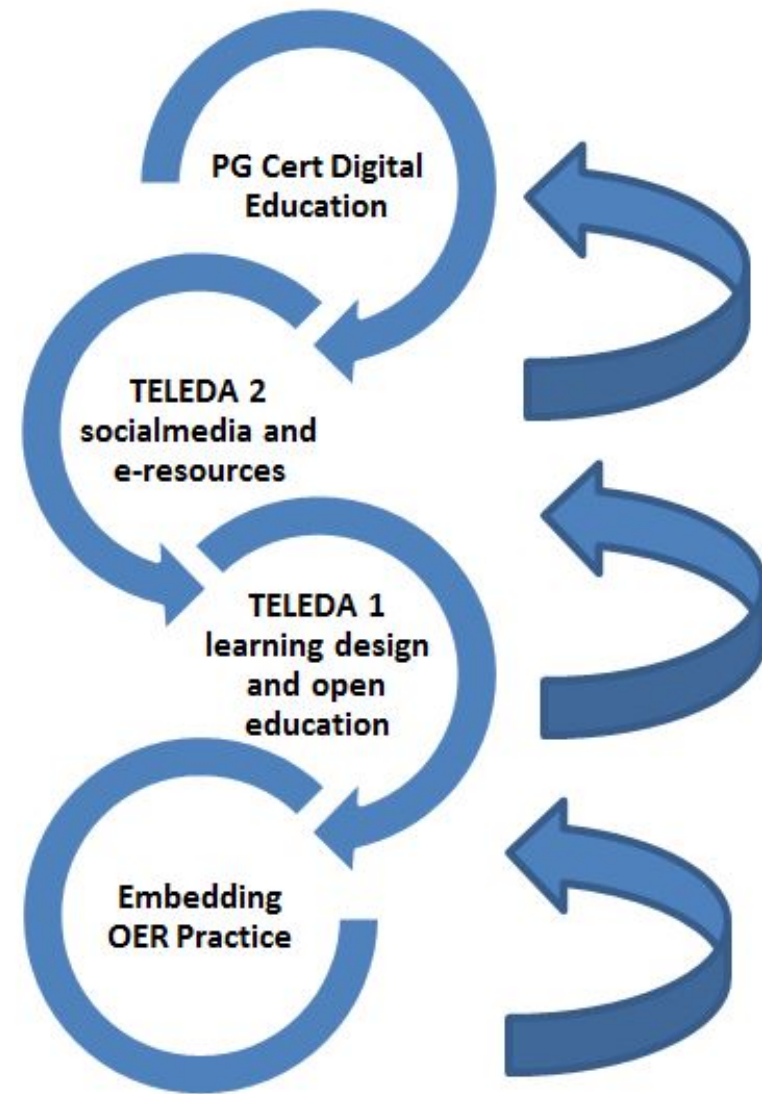 PG Cert Digital
Education
TELEDA 2
socialmedia and
e-resources
TELEDA 1
learning design
and open
education
Embedding
OER Practice